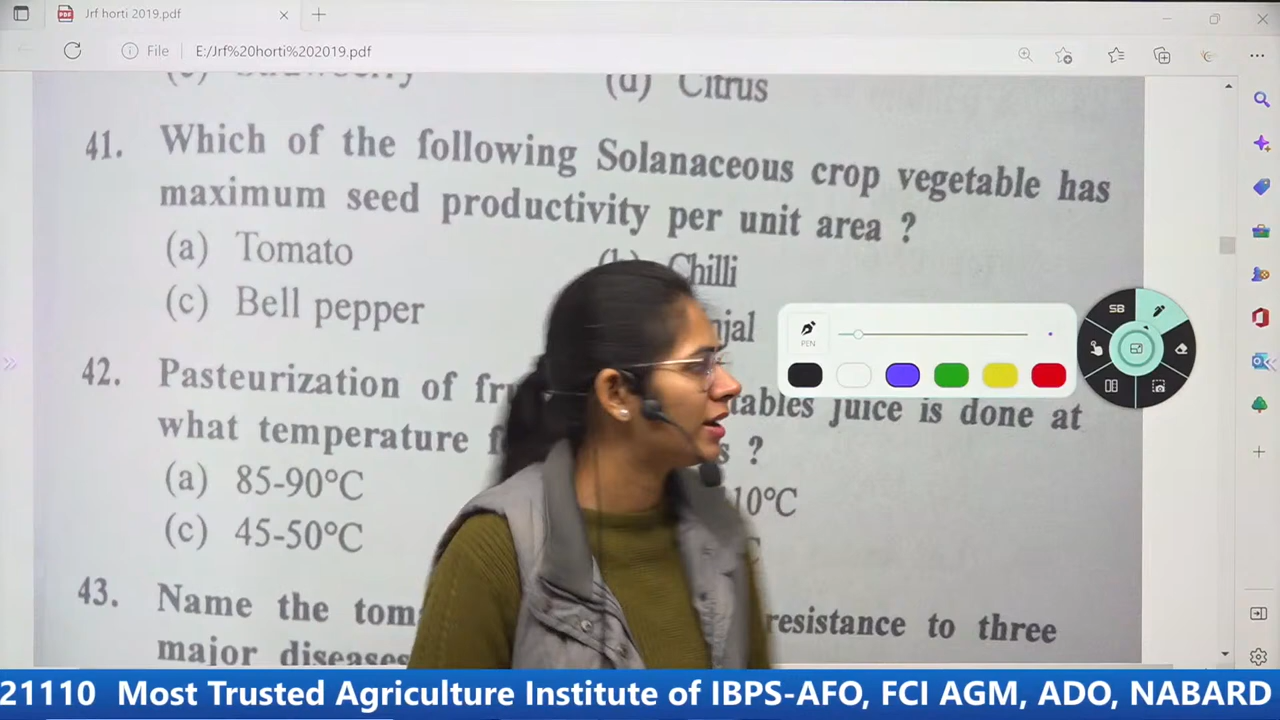 Jrf horti 2019.pdf
File E:/Jrf%20horti%202019.pdf
(d) Citrus
41. Which of the following Solanaceous crop vegetable has
maximum seed productivity per unit area ?
(a) Tomato Chilli
(c) Bell pepper
42. Pasteurization of juice is done at
what temperature ?
(a) 85-90°C 10°C
(c) 45-50°C
43. Name the resistance to three
major diseases
SB
PEN
21110 Most Trusted Agriculture Institute of IBPS-AFO, FCI AGM, ADO, NABARD